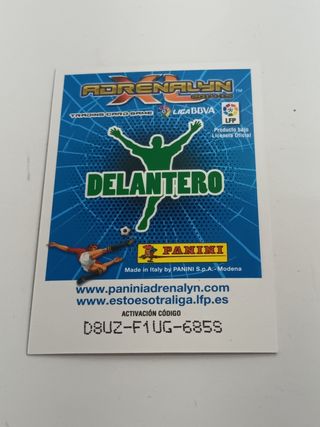 ADRENALYN
XL
TRADING CARD GAME
LIGA BBVA
LFP
Producto bajo
Licencia Oficial
DELANTERO
PANINI
Made in Italy by PANINI S.p.A. - Modena
www.paniniadrenalyn.com
www.estoesotraliga.lfp.es
ACTIVACIÓN CÓDIGO
D8UZ-F1UG-685S